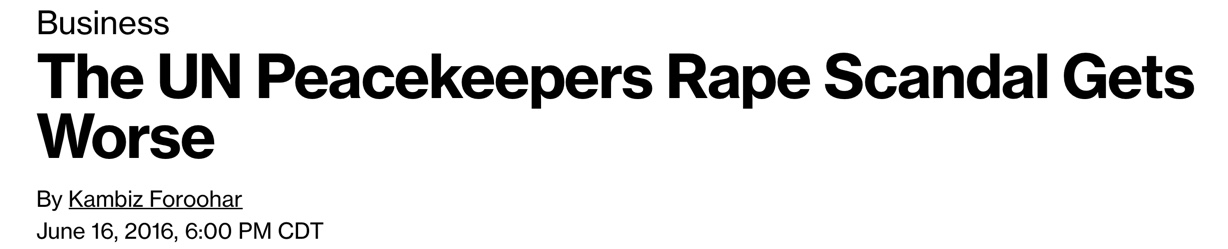 Business
The UN Peacekeepers Rape Scandal Gets
Worse
By Kambiz Foroohar
June 16, 2016, 6:00 PM CDT